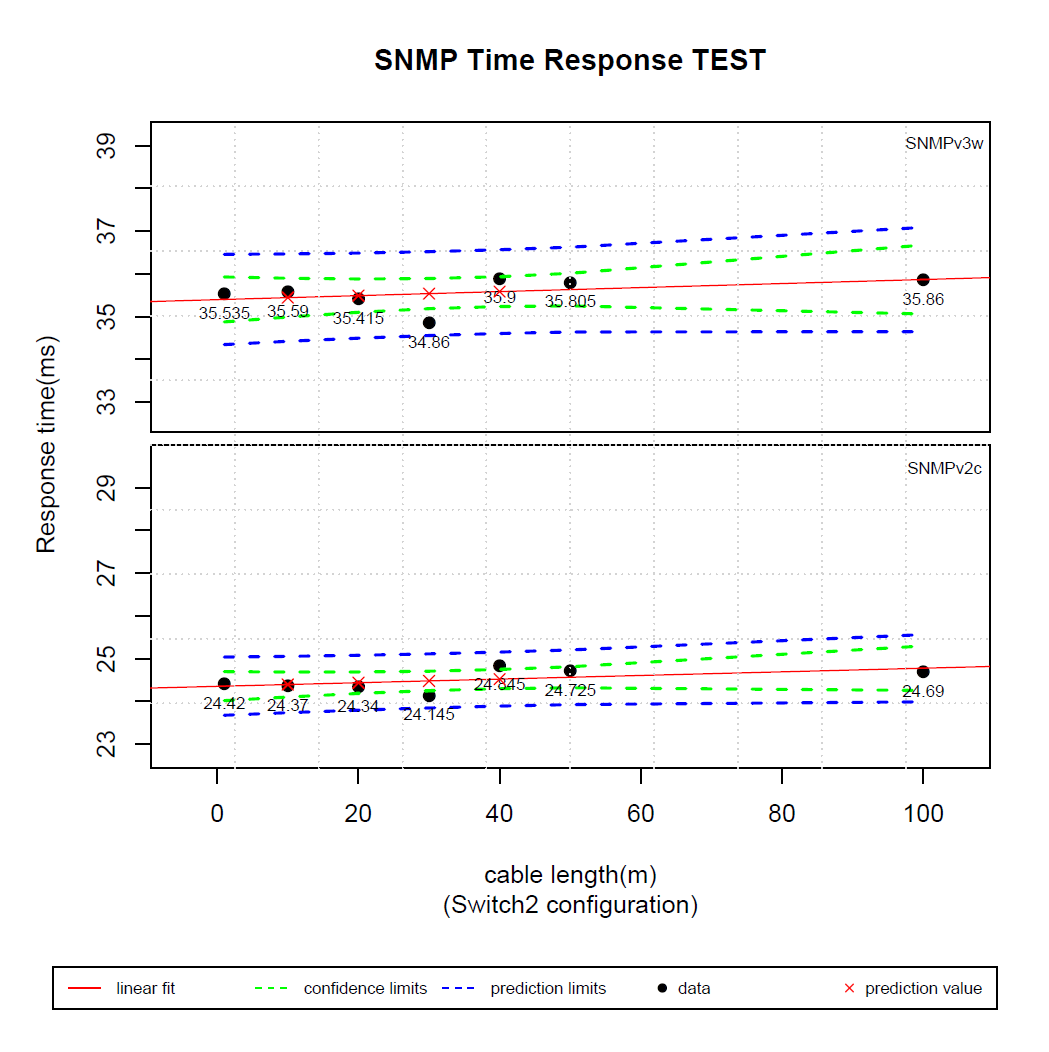 SNMP Time Response TEST
SNMPv3w
39
37
35
33
35.535
35.59
35.415
34.86
35.9
35.805
35.86
Response time(ms)
SNMPv2c
29
27
25
23
24.42
24.37
24.34
24.145
24.845
24.725
24.69
0 20 40 60 80 100
cable length(m)
(Switch2 configuration)
linear fit confidence limits prediction limits data prediction value